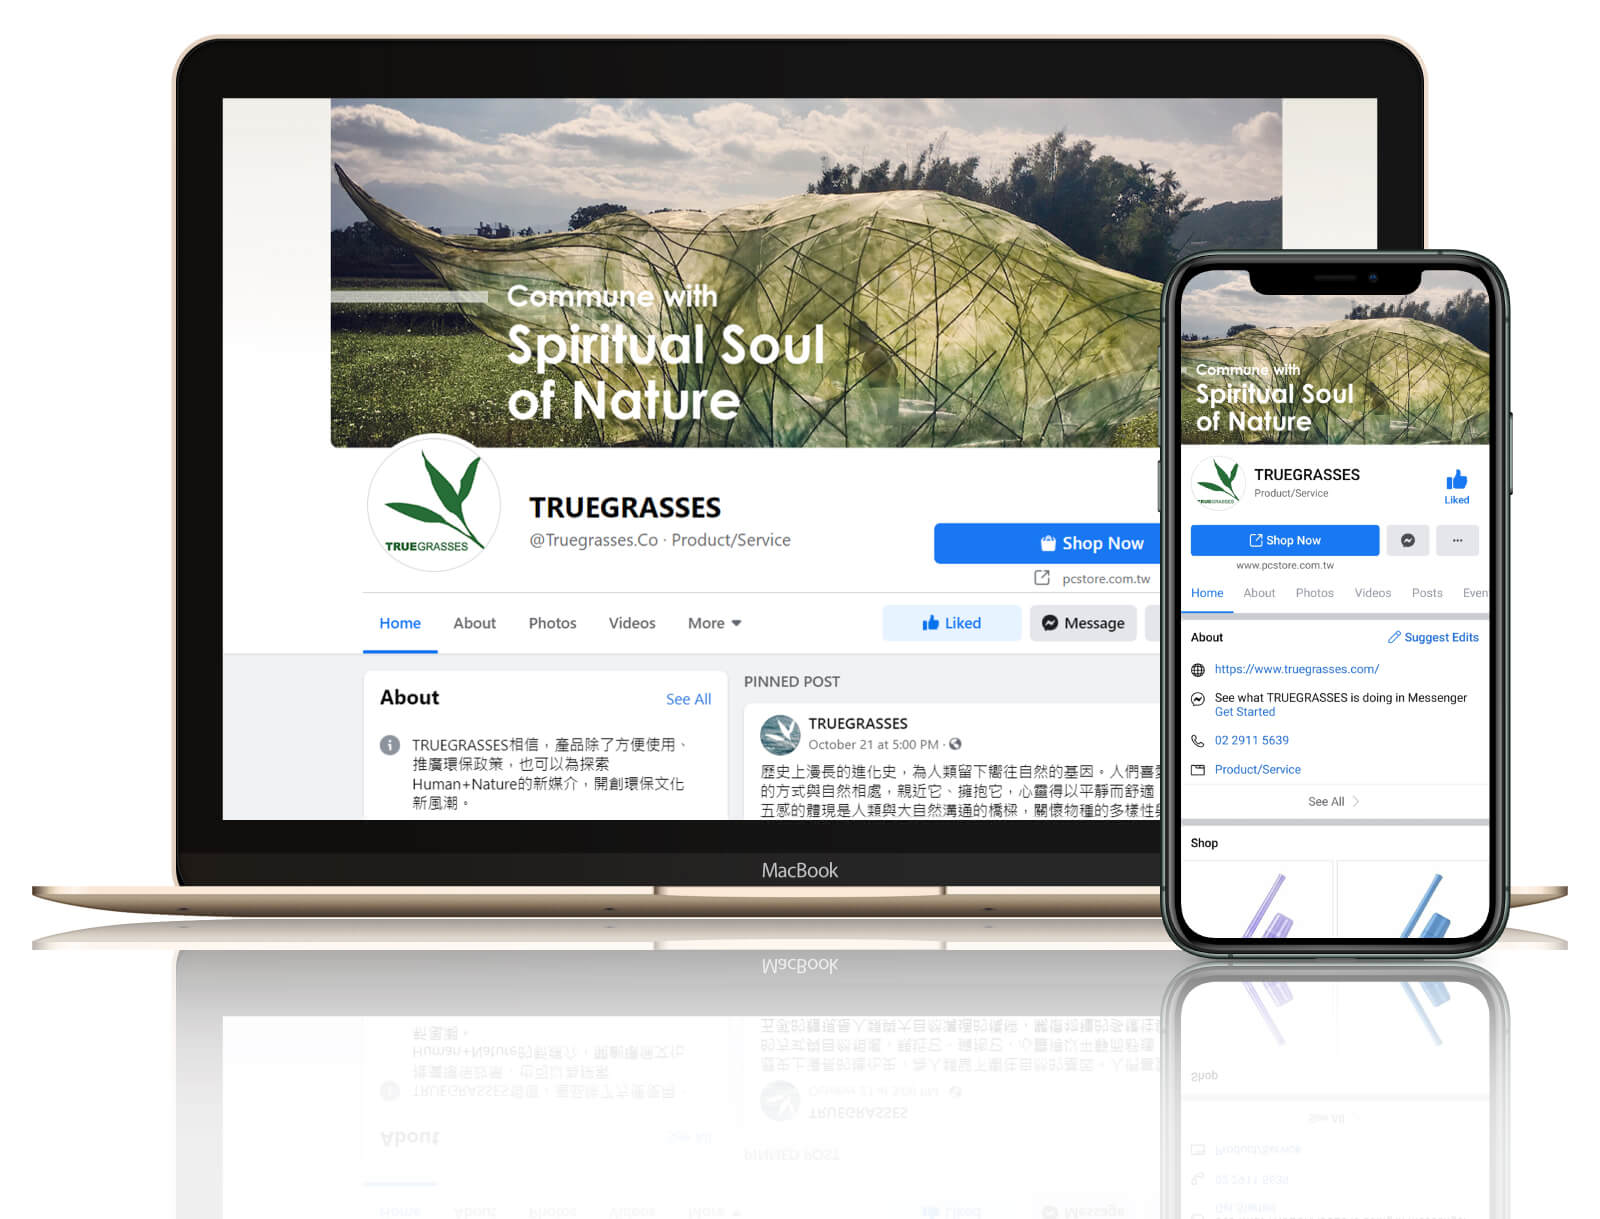 Commune with
Spiritual Soul
of Nature
TRUEGRASSES
TRUEGRASSES
@Truegrasses.Co · Product/Service
Shop Now
pcstore.com.tw
Home About Photos Videos More
Liked
Message
About
See All
TRUEGRASSES相信，產品除了方便使用、
推廣環保政策，也可以為探索
Human+Nature的新媒介，開創環保文化
新風潮。
PINNED POST
TRUEGRASSES
October 21 at 5:00 PM ·
歷史上漫長的進化史，為人類留下嚮往自然的基因。人們喜
的方式與自然相處，親近它、擁抱它，心靈得以平靜而舒適
五感的體現是人類與大自然溝通的橋樑，關懷物種的多樣性
MacBook
Commune with
Spiritual Soul
of Nature
TRUEGRASSES
TRUEGRASSES
Product/Service
Liked
Shop Now
www.pcstore.com.tw
Home About Photos Videos Posts Even
About
Suggest Edits
https://www.truegrasses.com/
See what TRUEGRASSES is doing in Messenger
Get Started
02 2911 5639
Product/Service
See All
Shop